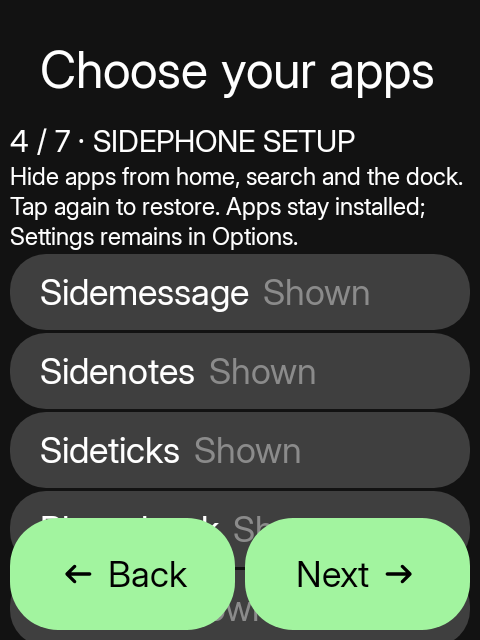 Choose your apps
4 / 7 · SIDEPHONE SETUP
Hide apps from home, search and the dock.
Tap again to restore. Apps stay installed;
Settings remains in Options.
Sidemessage Shown
Sidenotes Shown
Sideticks Shown
← Back Next →